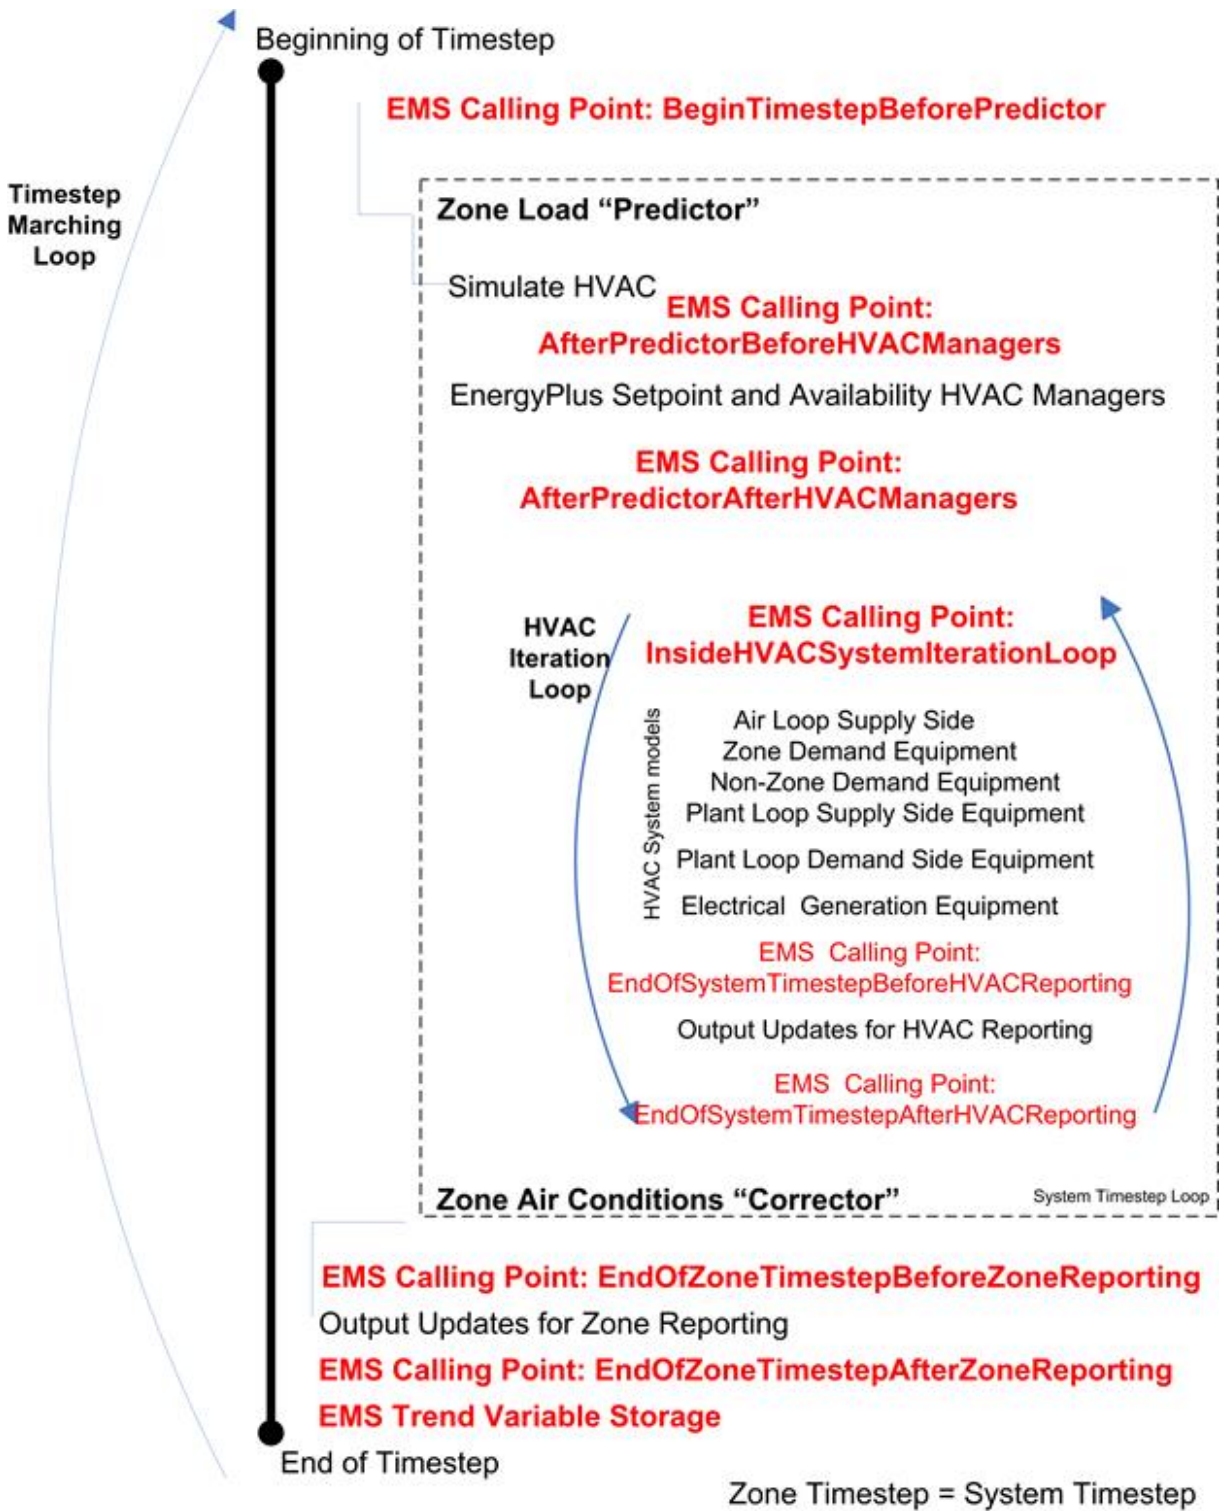 Beginning of Timestep
EMS Calling Point: BeginTimestepBeforePredictor
Timestep
Marching
Loop
Zone Load “Predictor”
Simulate HVAC
EMS Calling Point:
AfterPredictorBeforeHVACManagers
EnergyPlus Setpoint and Availability HVAC Managers
EMS Calling Point:
AfterPredictorAfterHVACManagers
HVAC
Iteration
Loop
EMS Calling Point:
InsideHVACSystemIterationLoop
HVAC System models
Air Loop Supply Side
Zone Demand Equipment
Non-Zone Demand Equipment
Plant Loop Supply Side Equipment
Plant Loop Demand Side Equipment
Electrical Generation Equipment
EMS Calling Point:
EndOfSystemTimestepBeforeHVACReporting
Output Updates for HVAC Reporting
EMS Calling Point:
EndOfSystemTimestepAfterHVACReporting
Zone Air Conditions “Corrector”
System Timestep Loop
EMS Calling Point: EndOfZoneTimestepBeforeZoneReporting
Output Updates for Zone Reporting
EMS Calling Point: EndOfZoneTimestepAfterZoneReporting
EMS Trend Variable Storage
End of Timestep
Zone Timestep = System Timestep